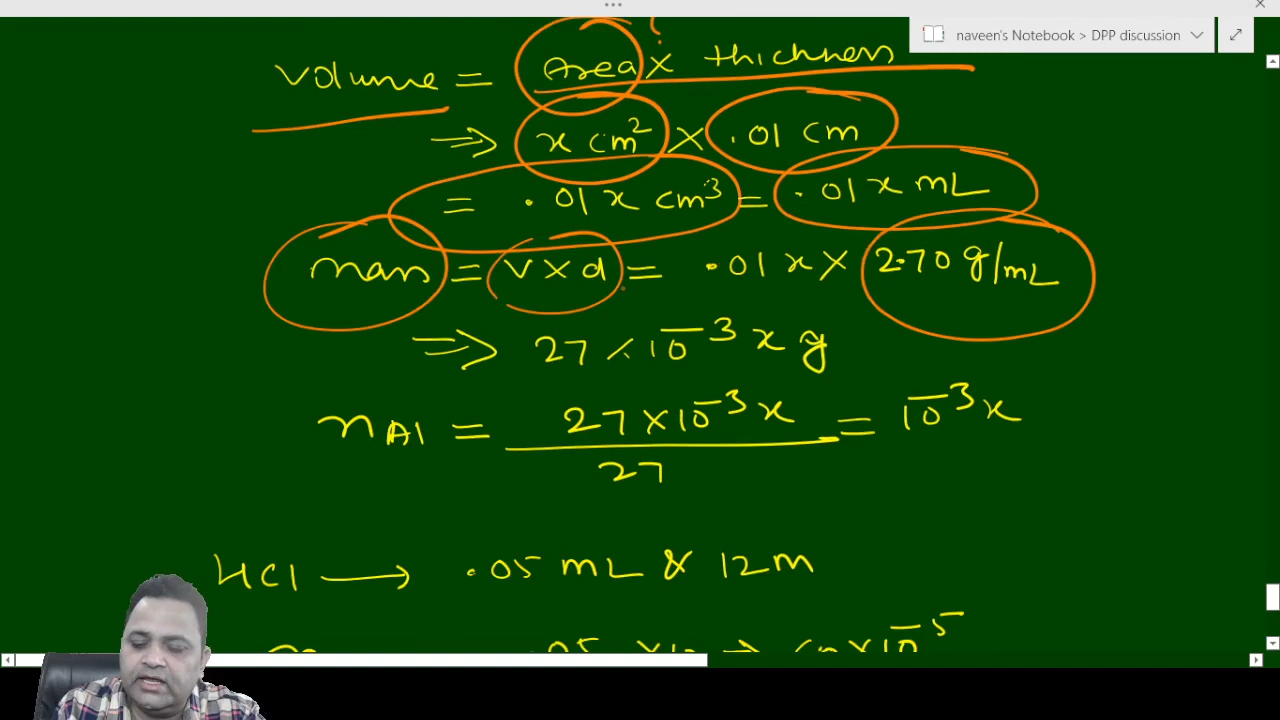 naveen's Notebook > DPP discussion
?
Volume = Area × thickness
⇒ x cm² × .01 cm
= .01 x cm³ = .01 x mL
mass = v × d = .01 x × 2.70 g/mL
⇒ 27 × 10⁻³ x g
nAl = 27 × 10⁻³ x / 27 = 10⁻³ x
HCl → .05 mL & 12 M